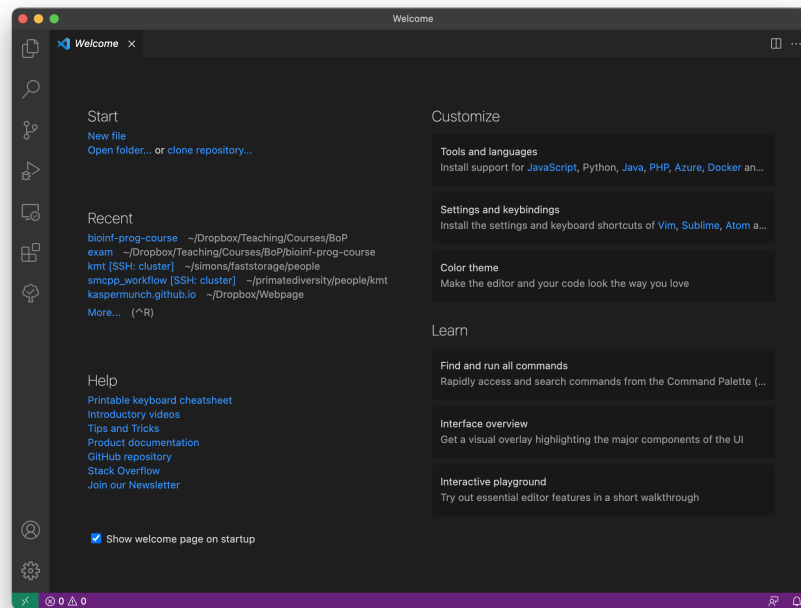 Welcome
Welcome
Start
New file
Open folder... or clone repository...
Recent
bioinf-prog-course ~/Dropbox/Teaching/Courses/BoP
exam ~/Dropbox/Teaching/Courses/BoP/bioinf-prog-course
kmt [SSH: cluster] ~/simons/faststorage/people
smcpp_workflow [SSH: cluster] ~/primatediversity/people/kmt
kaspermunch.github.io ~/Dropbox/Webpage
More... (^R)
Help
Printable keyboard cheatsheet
Introductory videos
Tips and Tricks
Product documentation
GitHub repository
Stack Overflow
Join our Newsletter
Show welcome page on startup
Customize
Tools and languages
Install support for JavaScript, Python, Java, PHP, Azure, Docker an...
Settings and keybindings
Install the settings and keyboard shortcuts of Vim, Sublime, Atom a...
Color theme
Make the editor and your code look the way you love
Learn
Find and run all commands
Rapidly access and search commands from the Command Palette (...
Interface overview
Get a visual overlay highlighting the major components of the UI
Interactive playground
Try out essential editor features in a short walkthrough
0 0